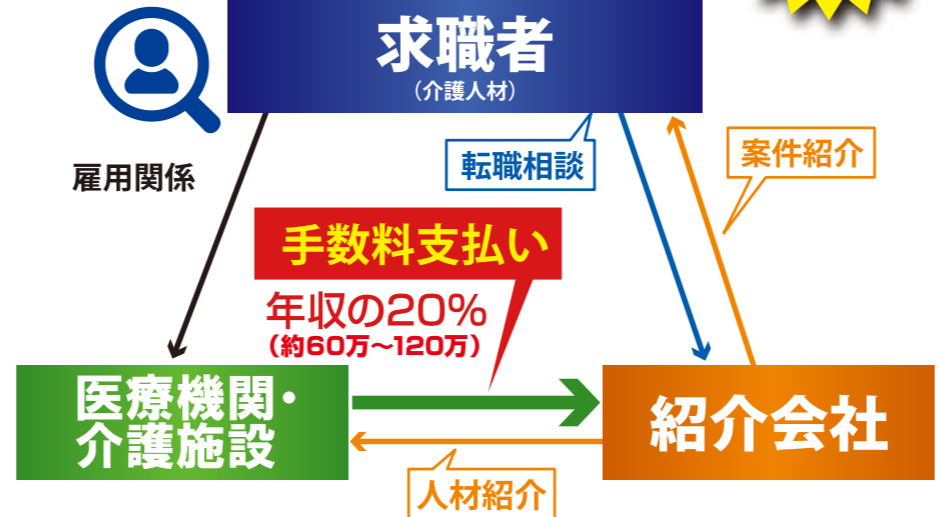 求職者
（介護人材）
雇用関係
転職相談
案件紹介
手数料支払い
年収の20%
（約60万～120万）
医療機関・
介護施設
紹介会社
人材紹介